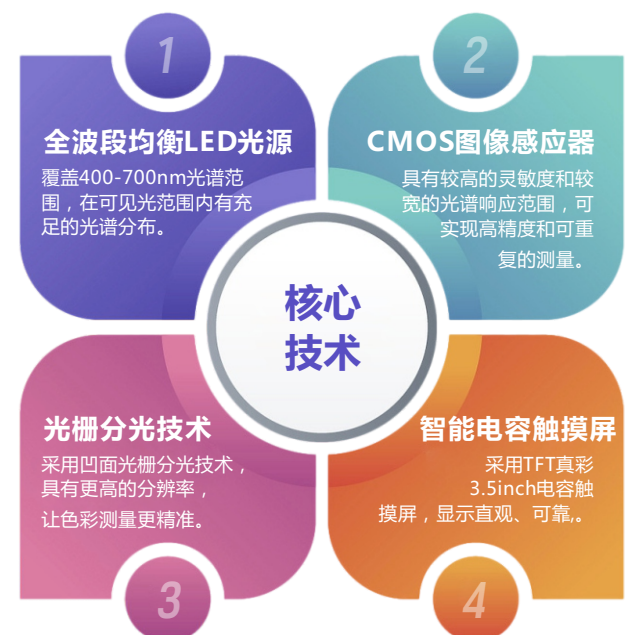 1
全波段均衡LED光源
覆盖400-700nm光谱范
围，在可见光范围内有充
足的光谱分布。
2
CMOS图像感应器
具有较高的灵敏度和较
宽的光谱响应范围，可
实现高精度和可重
复的测量。
核心
技术
光栅分光技术
采用凹面光栅分光技术，
具有更高的分辨率，
让色彩测量更精准。
3
智能电容触摸屏
采用TFT真彩
3.5inch电容触
摸屏，显示直观、可靠,。
4